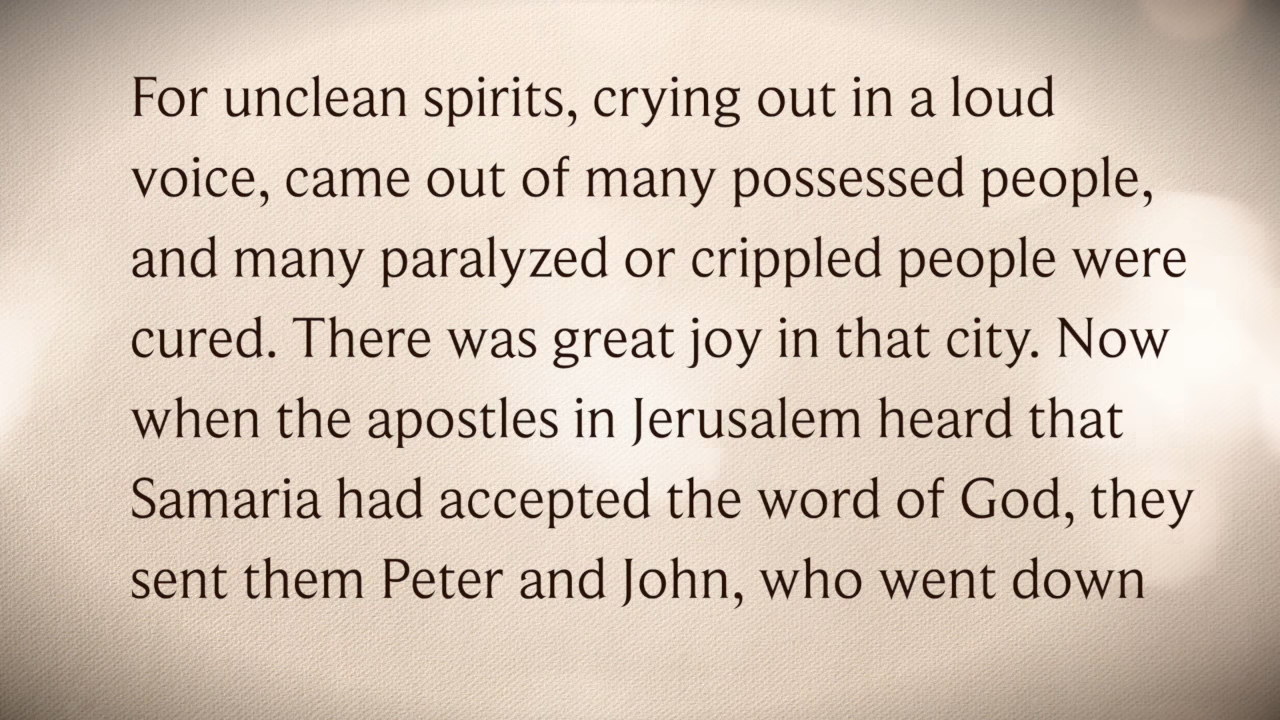 For unclean spirits, crying out in a loud
voice, came out of many possessed people,
and many paralyzed or crippled people were
cured. There was great joy in that city. Now
when the apostles in Jerusalem heard that
Samaria had accepted the word of God, they
sent them Peter and John, who went down